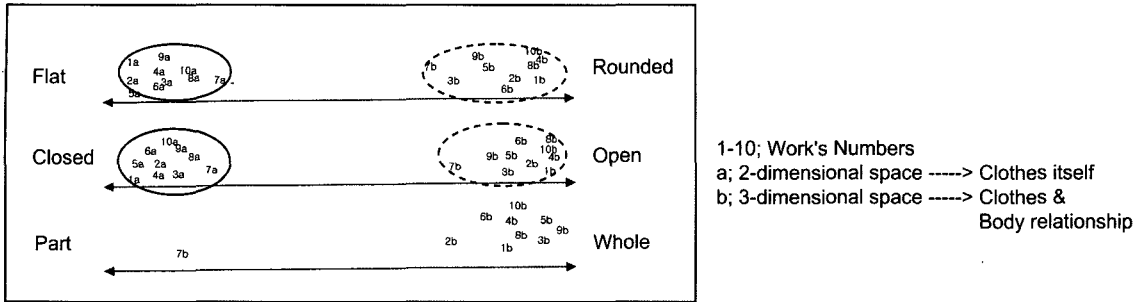 9a 10b
1a 9b 4b
4a 10a 7b 5b 8b
Flat 2a 3a 8a 7a 3b 2b 1b Rounded
6a 6b
5a
10a 6b 8b
6a 9a 10b
Closed 8a 9b 5b 4b Open
5a 2a 7b 2b
1a 4a 3a 7a 3b 1b
10b
6b 4b 5b
8b 9b
Part 2b 3b Whole
7b 1b
1-10; Work's Numbers
a; 2-dimensional space -----> Clothes itself
b; 3-dimensional space -----> Clothes &
Body relationship